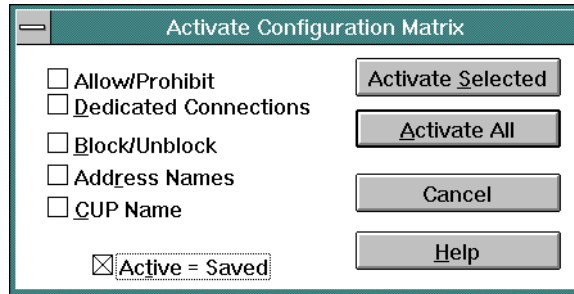 Activate Configuration Matrix
Allow/Prohibit
Dedicated Connections
Block/Unblock
Address Names
CUP Name
Active = Saved
Activate Selected
Activate All
Cancel
Help